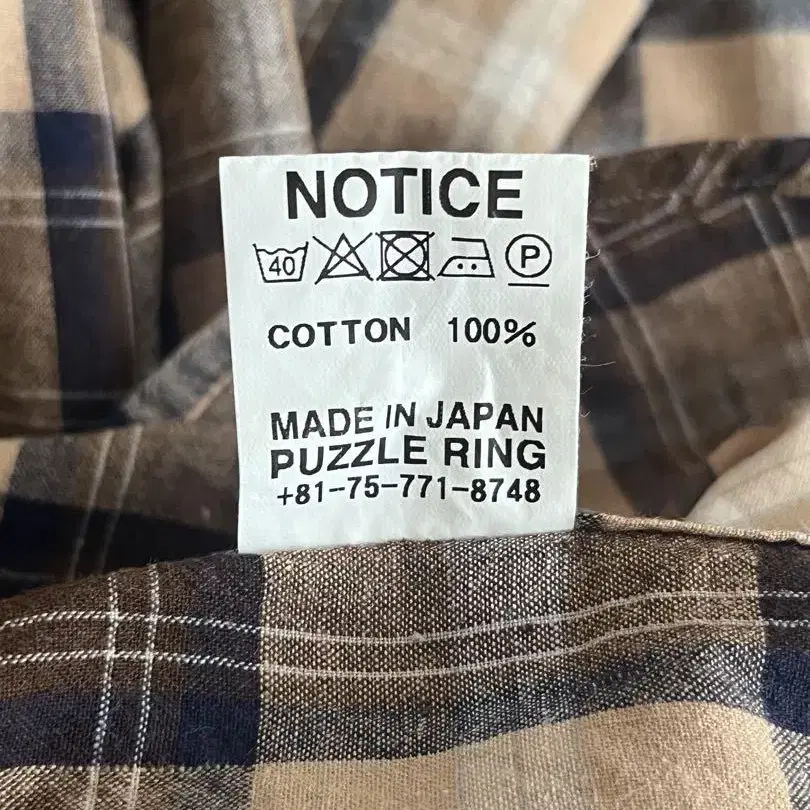 NOTICE
40 P
COTTON 100%
MADE IN JAPAN
PUZZLE RING
+81-75-771-8748